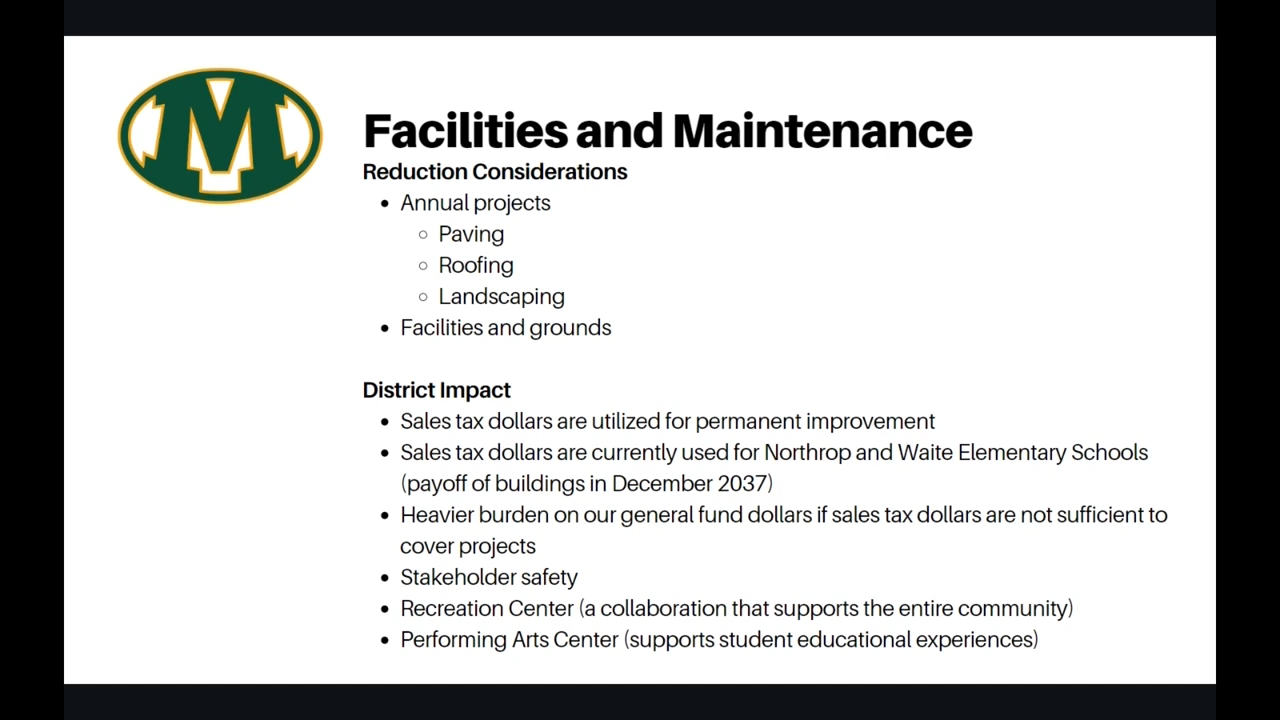 M
Facilities and Maintenance
Reduction Considerations
• Annual projects
○ Paving
○ Roofing
○ Landscaping
• Facilities and grounds
District Impact
• Sales tax dollars are utilized for permanent improvement
• Sales tax dollars are currently used for Northrop and Waite Elementary Schools
(payoff of buildings in December 2037)
• Heavier burden on our general fund dollars if sales tax dollars are not sufficient to
cover projects
• Stakeholder safety
• Recreation Center (a collaboration that supports the entire community)
• Performing Arts Center (supports student educational experiences)